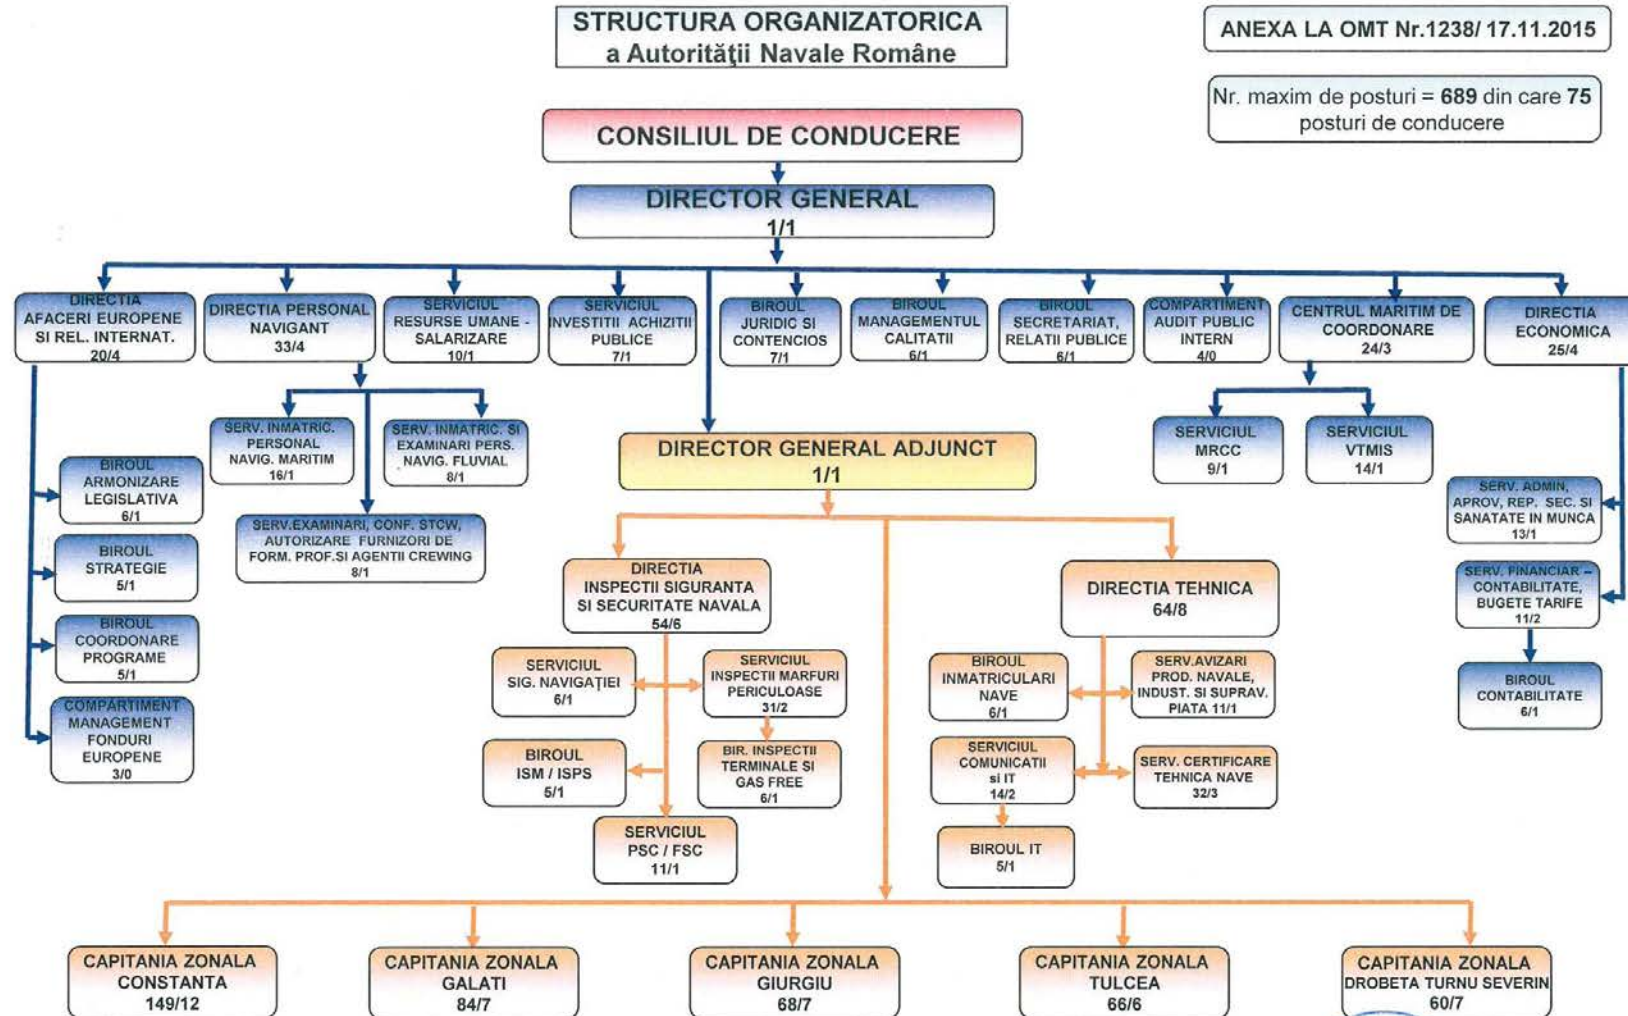 STRUCTURA ORGANIZATORICA
a Autorităţii Navale Române
ANEXA LA OMT Nr.1238/ 17.11.2015
Nr. maxim de posturi = 689 din care 75
posturi de conducere
CONSILIUL DE CONDUCERE
DIRECTOR GENERAL
1/1
DIRECTIA
AFACERI EUROPENE
SI REL. INTERNAT.
20/4
DIRECTIA PERSONAL
NAVIGANT
33/4
SERVICIUL
RESURSE UMANE -
SALARIZARE
10/1
SERVICIUL
INVESTITII ACHIZITII
PUBLICE
7/1
BIROUL
JURIDIC SI
CONTENCIOS
7/1
BIROUL
MANAGEMENTUL
CALITATII
6/1
BIROUL
SECRETARIAT,
RELATII PUBLICE
6/1
COMPARTIMENT
AUDIT PUBLIC
INTERN
4/0
CENTRUL MARITIM DE
COORDONARE
24/3
DIRECTIA
ECONOMICA
25/4
SERV. INMATRIC.
PERSONAL
NAVIG. MARITIM
16/1
SERV. INMATRIC. SI
EXAMINARI PERS.
NAVIG. FLUVIAL
8/1
SERV.EXAMINARI, CONF. STCW,
AUTORIZARE FURNIZORI DE
FORM. PROF.SI AGENTII CREWING
8/1
DIRECTOR GENERAL ADJUNCT
1/1
SERVICIUL
MRCC
9/1
SERVICIUL
VTMIS
14/1
BIROUL
ARMONIZARE
LEGISLATIVA
6/1
BIROUL
STRATEGIE
5/1
BIROUL
COORDONARE
PROGRAME
5/1
COMPARTIMENT
MANAGEMENT
FONDURI
EUROPENE
3/0
SERV. ADMIN,
APROV, REP. SEC. SI
SANATATE IN MUNCA
13/1
SERV. FINANCIAR –
CONTABILITATE,
BUGETE TARIFE
11/2
BIROUL
CONTABILITATE
6/1
DIRECTIA
INSPECTII SIGURANTA
SI SECURITATE NAVALA
54/6
DIRECTIA TEHNICA
64/8
SERVICIUL
SIG. NAVIGAŢIEI
6/1
SERVICIUL
INSPECTII MARFURI
PERICULOASE
31/2
BIROUL
ISM / ISPS
5/1
BIR. INSPECTII
TERMINALE SI
GAS FREE
6/1
SERVICIUL
PSC / FSC
11/1
BIROUL
INMATRICULARI
NAVE
6/1
SERV.AVIZARI
PROD. NAVALE,
INDUST. SI SUPRAV.
PIATA 11/1
SERVICIUL
COMUNICATII
si IT
14/2
SERV. CERTIFICARE
TEHNICA NAVE
32/3
BIROUL IT
5/1
CAPITANIA ZONALA
CONSTANTA
149/12
CAPITANIA ZONALA
GALATI
84/7
CAPITANIA ZONALA
GIURGIU
68/7
CAPITANIA ZONALA
TULCEA
66/6
CAPITANIA ZONALA
DROBETA TURNU SEVERIN
60/7